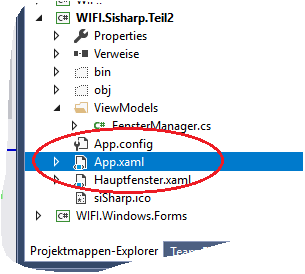 WIFI.Sisharp.Teil2
Properties
Verweise
bin
obj
ViewModels
FensterManager.cs
App.config
App.xaml
Hauptfenster.xaml
siSharp.ico
WIFI.Windows.Forms
Projektmappen-Explorer